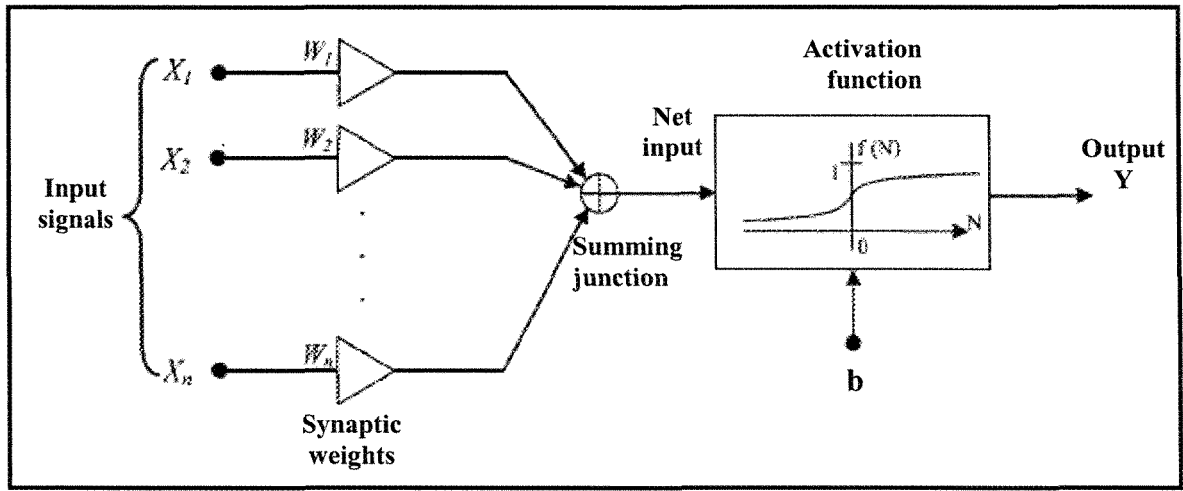 Input
signals
X₁
X₂
Xₙ
W₁
W₂
Wₙ
Synaptic
weights
Summing
junction
Net
input
Activation
function
f(N)
1
0
N
b
Output
Y